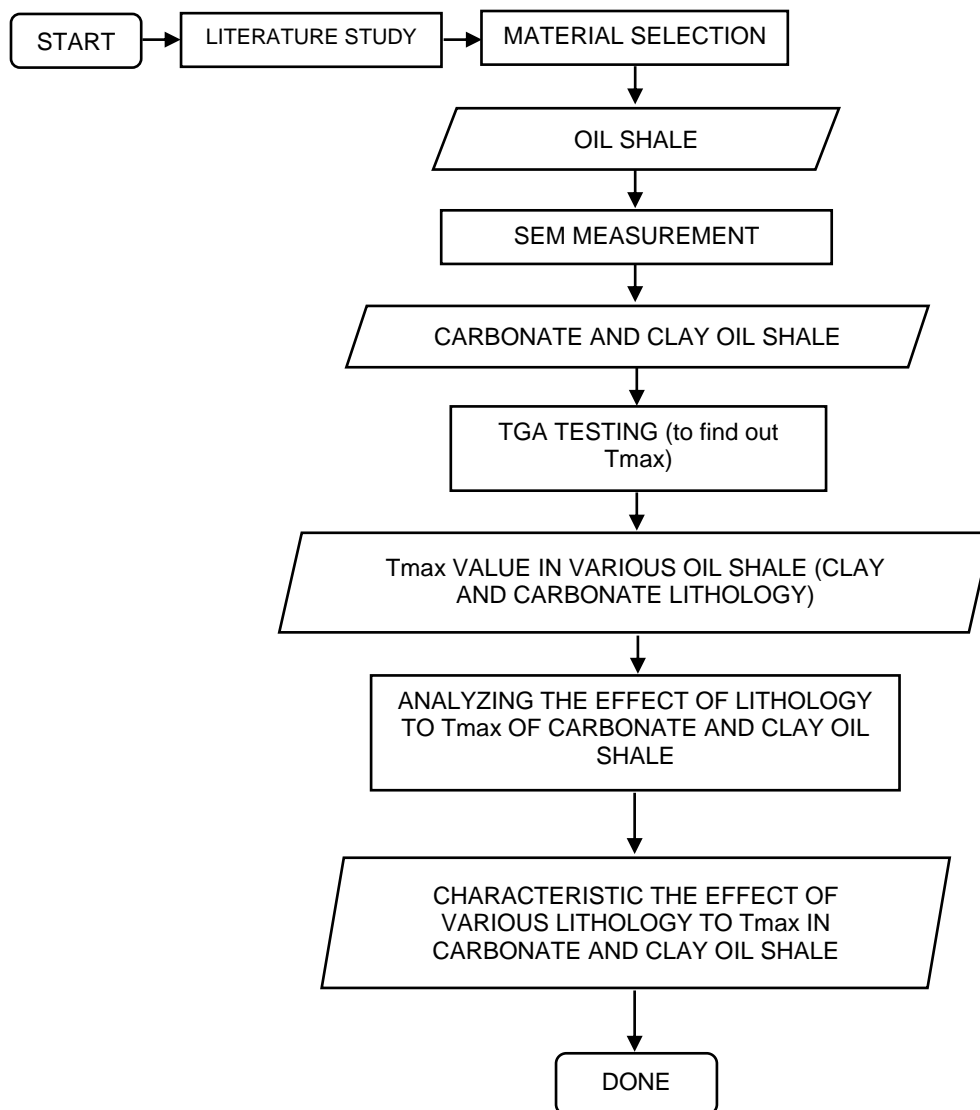 START
LITERATURE STUDY
MATERIAL SELECTION
OIL SHALE
SEM MEASUREMENT
CARBONATE AND CLAY OIL SHALE
TGA TESTING (to find out
Tmax)
Tmax VALUE IN VARIOUS OIL SHALE (CLAY
AND CARBONATE LITHOLOGY)
ANALYZING THE EFFECT OF LITHOLOGY
TO Tmax OF CARBONATE AND CLAY OIL
SHALE
CHARACTERISTIC THE EFFECT OF
VARIOUS LITHOLOGY TO Tmax IN
CARBONATE AND CLAY OIL SHALE
DONE